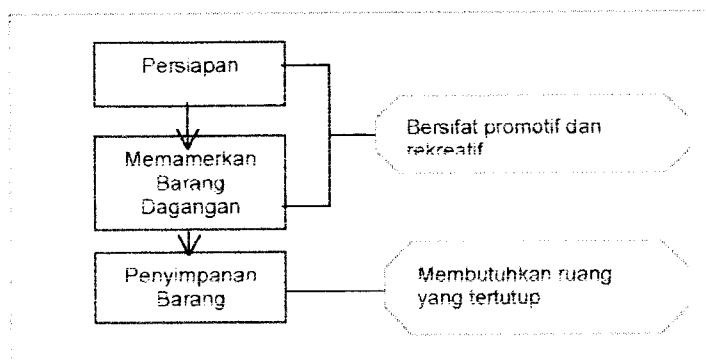 Persiapan
Bersifat promotif dan
rekreatif
Memamerkan
Barang
Dagangan
Penyimpanan
Barang
Membutuhkan ruang
yang tertutup